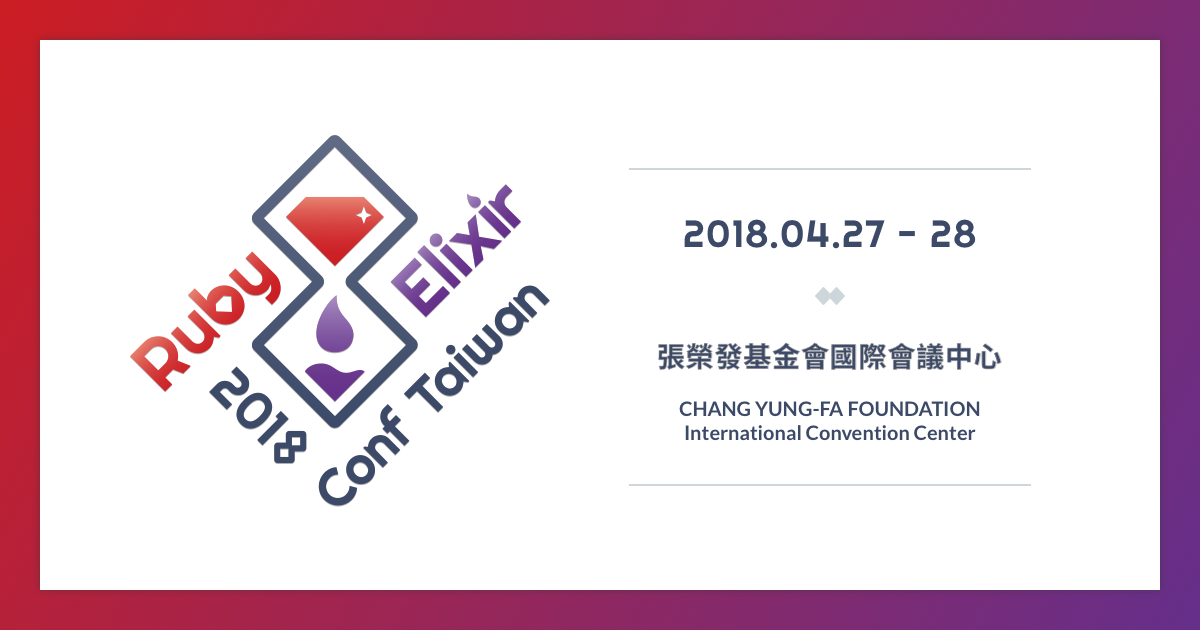 Ruby
Elixir
2018
Conf Taiwan
2018.04.27 - 28
張榮發基金會國際會議中心
CHANG YUNG-FA FOUNDATION
International Convention Center